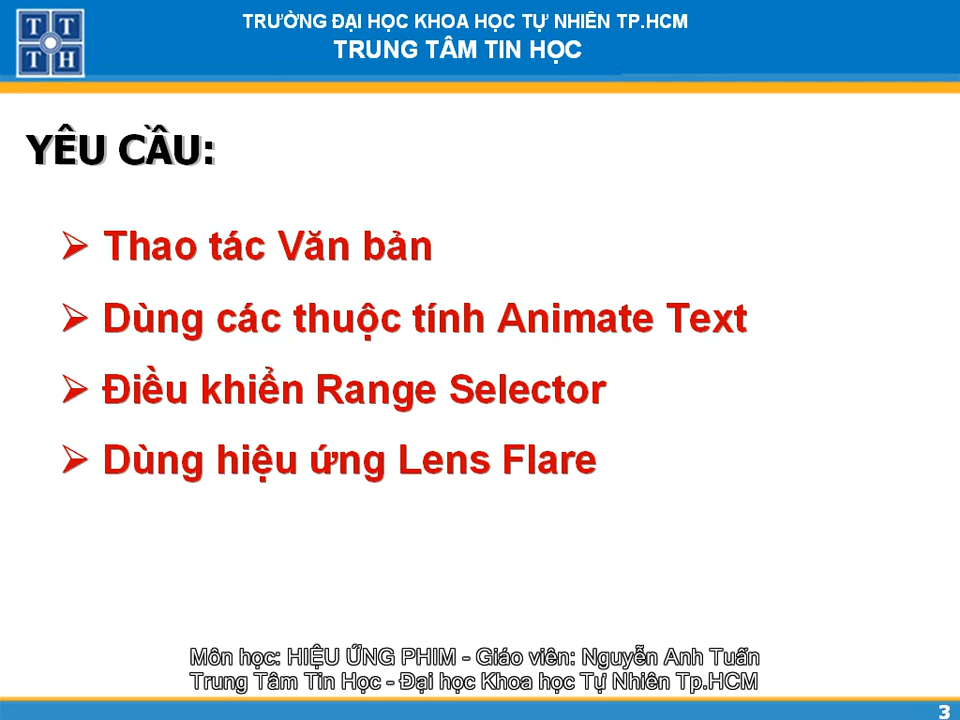 T T
T H
TRƯỜNG ĐẠI HỌC KHOA HỌC TỰ NHIÊN TP.HCM
TRUNG TÂM TIN HỌC
YÊU CẦU:
Thao tác Văn bản
Dùng các thuộc tính Animate Text
Điều khiển Range Selector
Dùng hiệu ứng Lens Flare
Môn học: HIỆU ỨNG PHIM - Giáo viên: Nguyễn Anh Tuấn
Trung Tâm Tin Học - Đại học Khoa học Tự Nhiên Tp.HCM
3